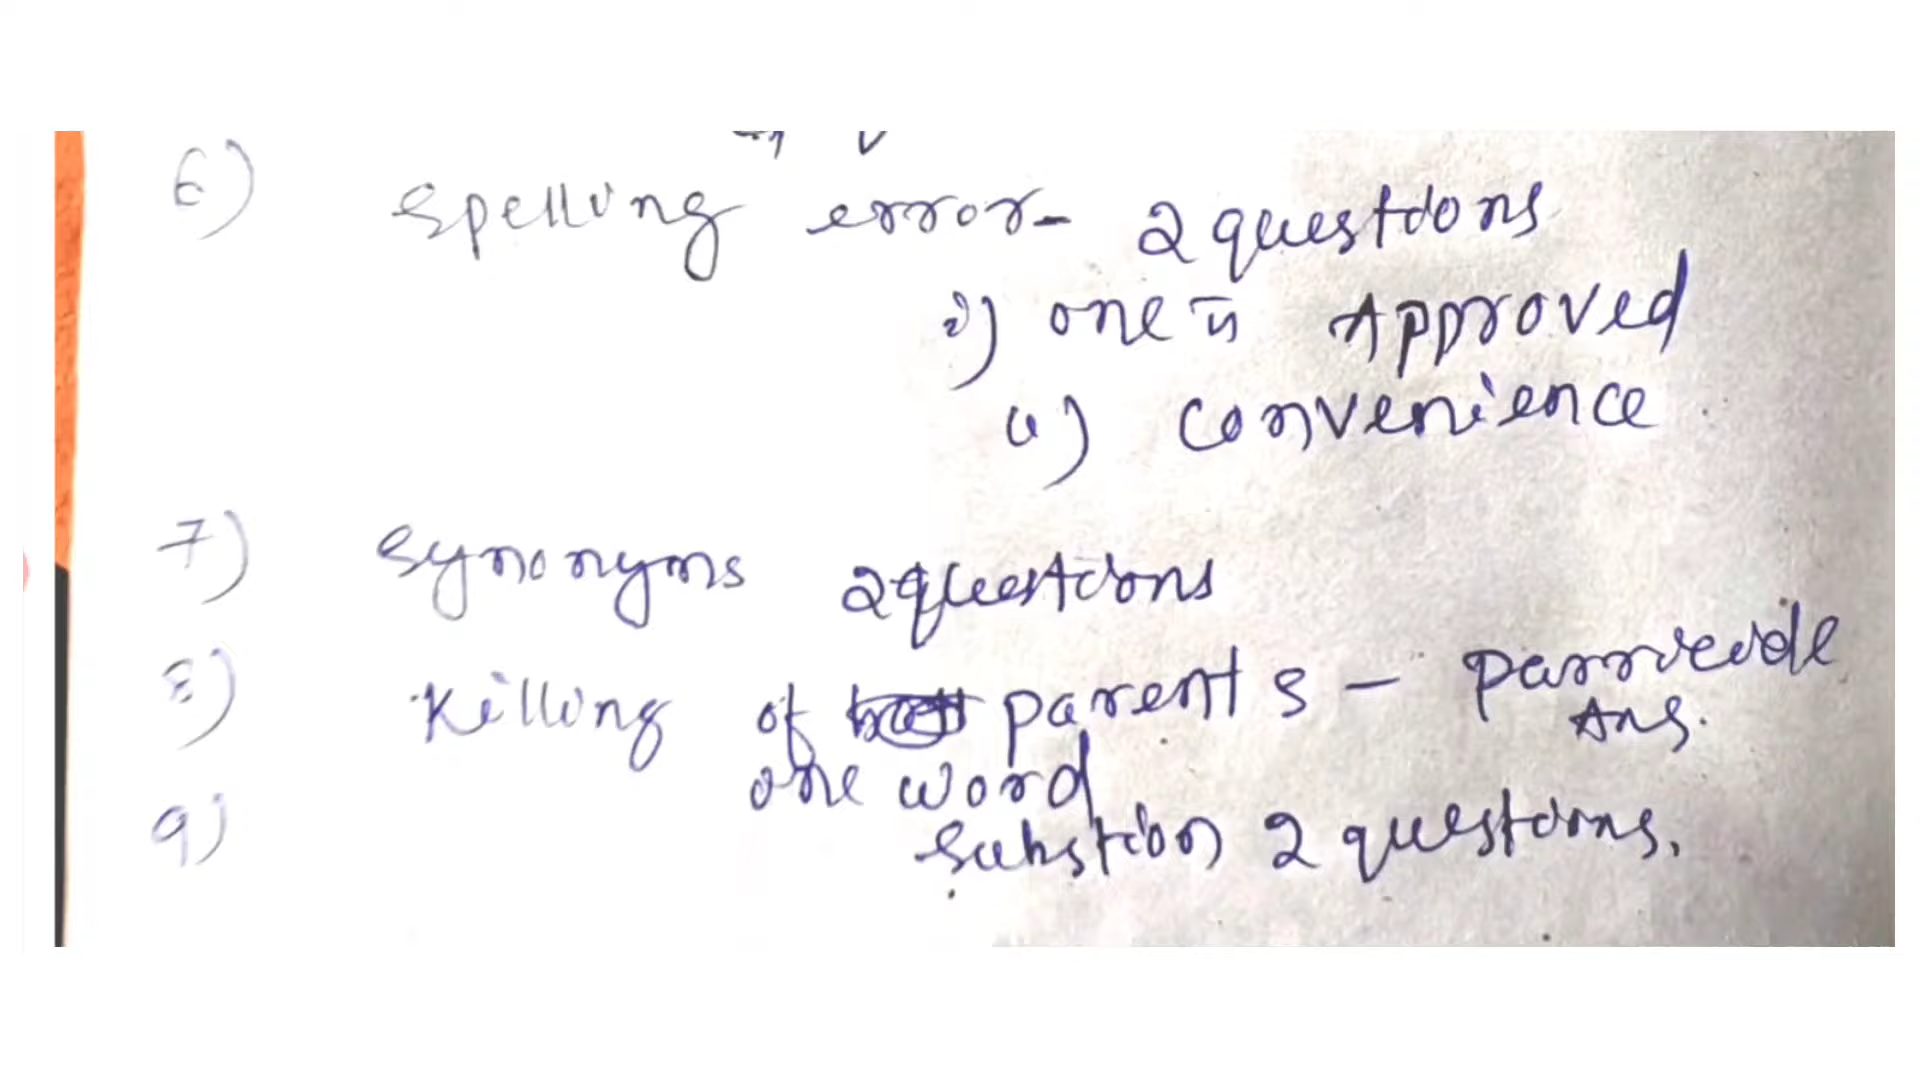 6) Spelling error - 2 questions
i) one is Approved
ii) Convenience
7) Synonyms 2 questions
8) Killing of parents - parricide
Ans.
one word
9) Substion 2 questions.